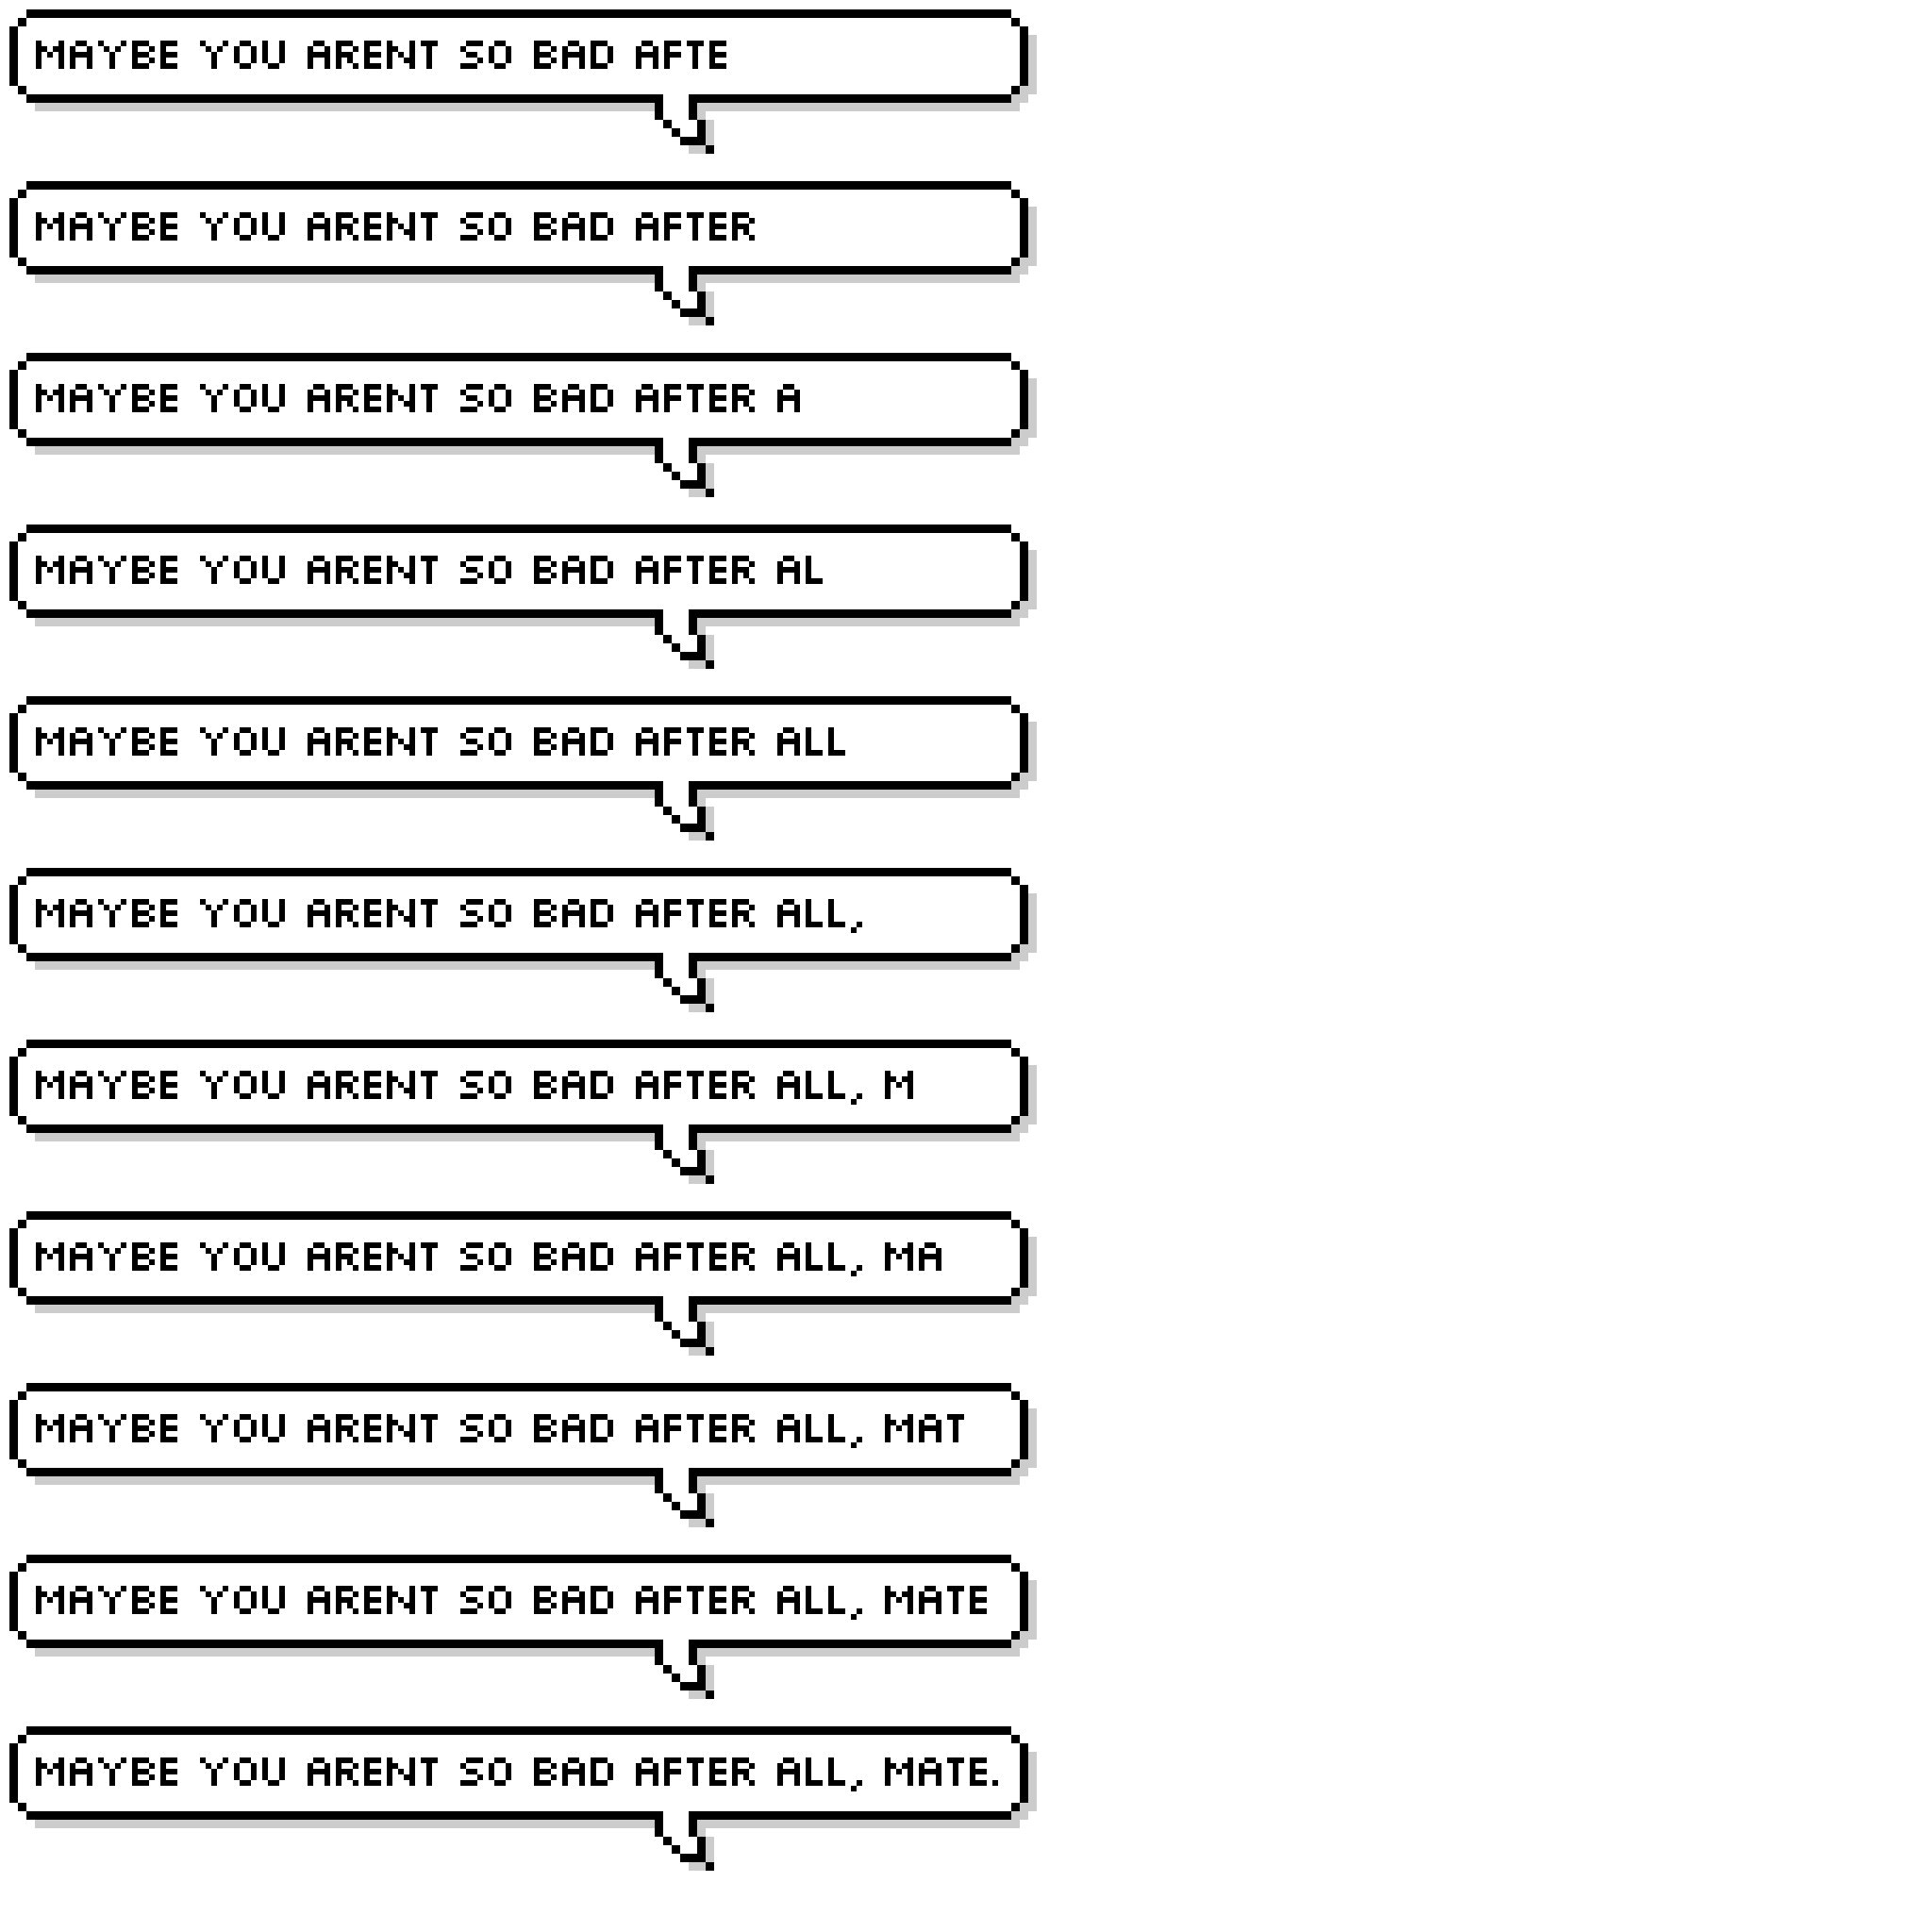 MAYBE YOU ARENT SO BAD AFTE
MAYBE YOU ARENT SO BAD AFTER
MAYBE YOU ARENT SO BAD AFTER A
MAYBE YOU ARENT SO BAD AFTER AL
MAYBE YOU ARENT SO BAD AFTER ALL
MAYBE YOU ARENT SO BAD AFTER ALL,
MAYBE YOU ARENT SO BAD AFTER ALL, M
MAYBE YOU ARENT SO BAD AFTER ALL, MA
MAYBE YOU ARENT SO BAD AFTER ALL, MAT
MAYBE YOU ARENT SO BAD AFTER ALL, MATE
MAYBE YOU ARENT SO BAD AFTER ALL, MATE.